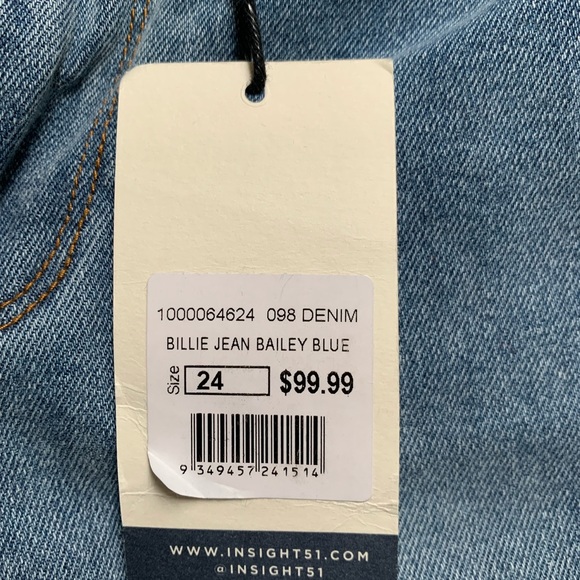 1000064624 098 DENIM
BILLIE JEAN BAILEY BLUE
Size 24 $99.99
9 349457 241514
WWW.INSIGHT51.COM
@INSIGHT51